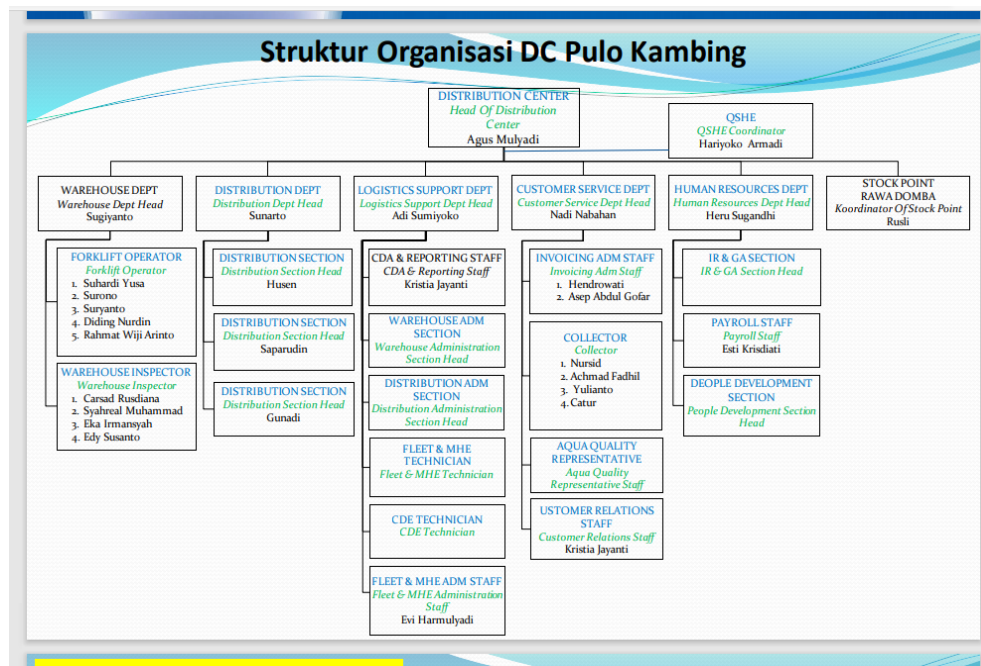 Struktur Organisasi DC Pulo Kambing
DISTRIBUTION CENTER
Head Of Distribution
Center
Agus Mulyadi
QSHE
QSHE Coordinator
Hariyoko Armadi
WAREHOUSE DEPT
Warehouse Dept Head
Sugiyanto
DISTRIBUTION DEPT
Distribution Dept Head
Sunarto
LOGISTICS SUPPORT DEPT
Logistics Support Dept Head
Adi Sumiyoko
CUSTOMER SERVICE DEPT
Customer Service Dept Head
Nadi Nabahan
HUMAN RESOURCES DEPT
Human Resources Dept Head
Heru Sugandhi
STOCK POINT
RAWA DOMBA
Koordinator Of Stock Point
Rusli
FORKLIFT OPERATOR
Forklift Operator
1. Suhardi Yusa
2. Surono
3. Suryanto
4. Diding Nurdin
5. Rahmat Wiji Arinto
WAREHOUSE INSPECTOR
Warehouse Inspector
1. Carsad Rusdiana
2. Syahreal Muhammad
3. Eka Irmansyah
4. Edy Susanto
DISTRIBUTION SECTION
Distribution Section Head
Husen
DISTRIBUTION SECTION
Distribution Section Head
Saparudin
DISTRIBUTION SECTION
Distribution Section Head
Gunadi
CDA & REPORTING STAFF
CDA & Reporting Staff
Kristia Jayanti
WAREHOUSE ADM
SECTION
Warehouse Administration
Section Head
DISTRIBUTION ADM
SECTION
Distribution Administration
Section Head
FLEET & MHE
TECHNICIAN
Fleet & MHE Technician
CDE TECHNICIAN
CDE Technician
FLEET & MHE ADM STAFF
Fleet & MHE Administration
Staff
Evi Harmulyadi
INVOICING ADM STAFF
Invoicing Adm Staff
1. Hendrowati
2. Asep Abdul Gofar
COLLECTOR
Collector
1. Nursid
2. Achmad Fadhil
3. Yulianto
4. Catur
AQUA QUALITY
REPRESENTATIVE
Aqua Quality
Representative Staff
USTOMER RELATIONS
STAFF
Customer Relations Staff
Kristia Jayanti
IR & GA SECTION
IR & GA Section Head
PAYROLL STAFF
Payroll Staff
Esti Krisdiati
DEOPLE DEVELOPMENT
SECTION
People Development Section
Head